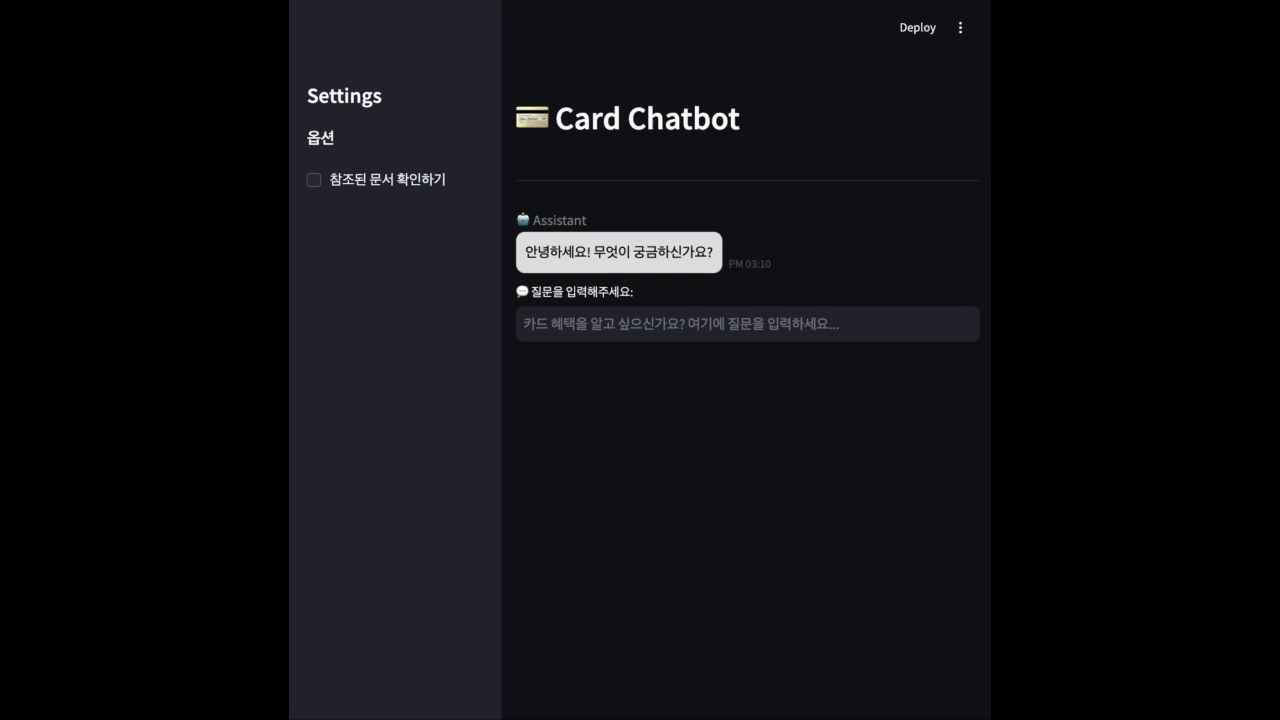 Deploy
Settings
옵션
참조된 문서 확인하기
Card Chatbot
Assistant
안녕하세요! 무엇이 궁금하신가요?
PM 03:10
질문을 입력해주세요:
카드 혜택을 알고 싶으신가요? 여기에 질문을 입력하세요...